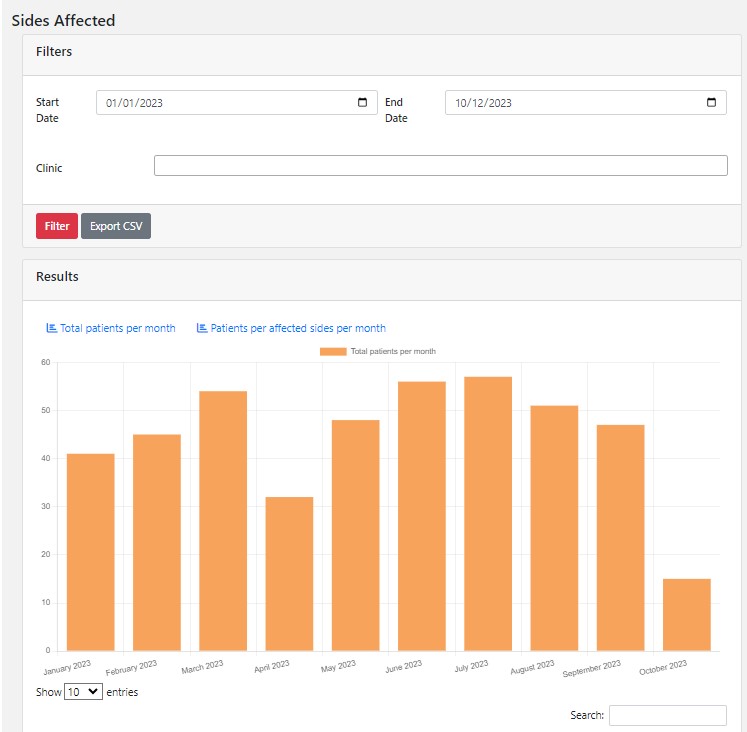 Sides Affected
Filters
Start Date 01/01/2023 End Date 10/12/2023
Clinic
Filter Export CSV
Results
Total patients per month Patients per affected sides per month
Total patients per month
60
50
40
30
20
10
0
January 2023 February 2023 March 2023 April 2023 May 2023 June 2023 July 2023 August 2023 September 2023 October 2023
Show 10 entries
Search: